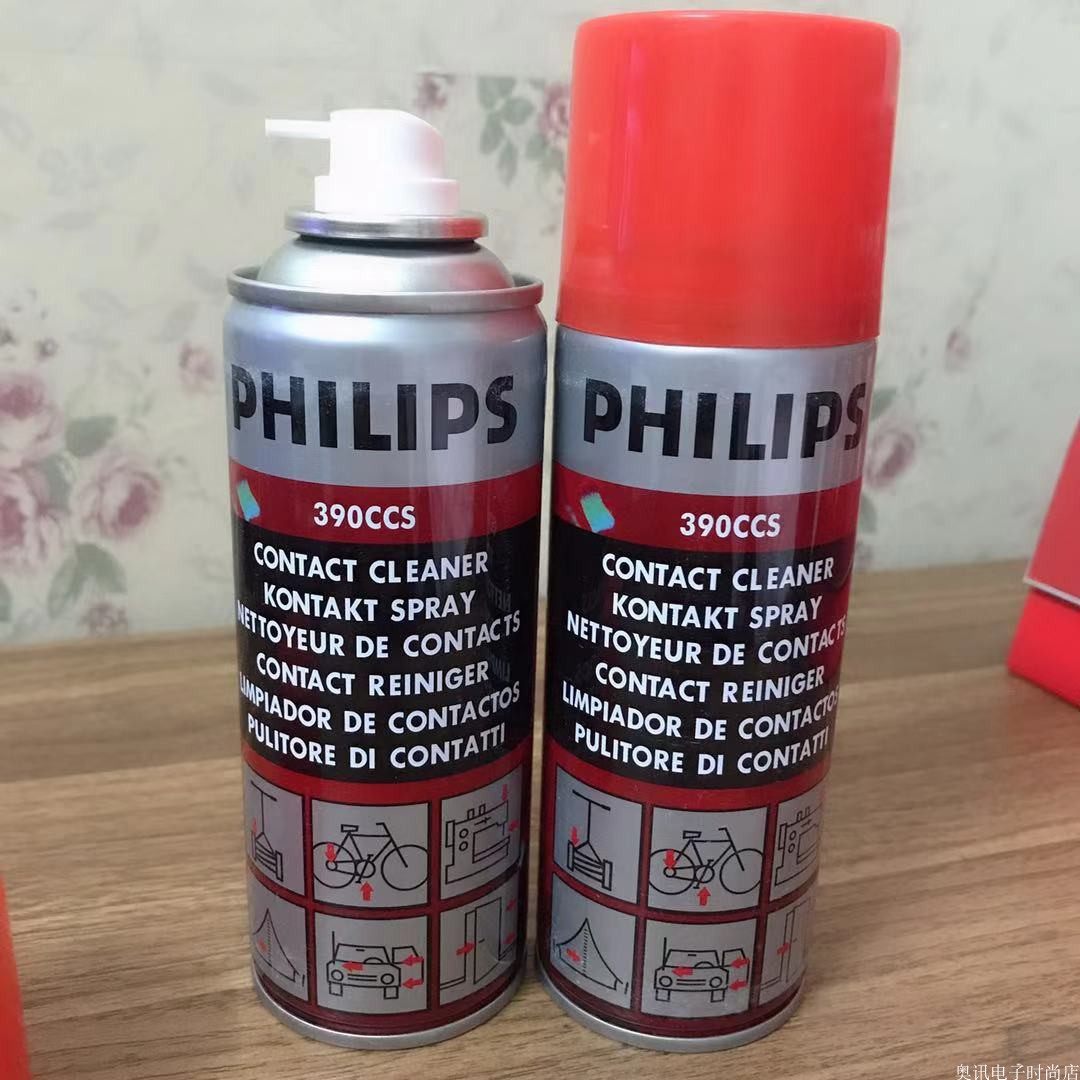 PHILIPS
390CCS
CONTACT CLEANER
KONTAKT SPRAY
NETTOYEUR DE CONTACTS
CONTACT REINIGER
LIMPIADOR DE CONTACTOS
PULITORE DI CONTATTI
PHILIPS
390CCS
CONTACT CLEANER
KONTAKT SPRAY
NETTOYEUR DE CONTACTS
CONTACT REINIGER
LIMPIADOR DE CONTACTOS
PULITORE DI CONTATTI
奥讯电子时尚店